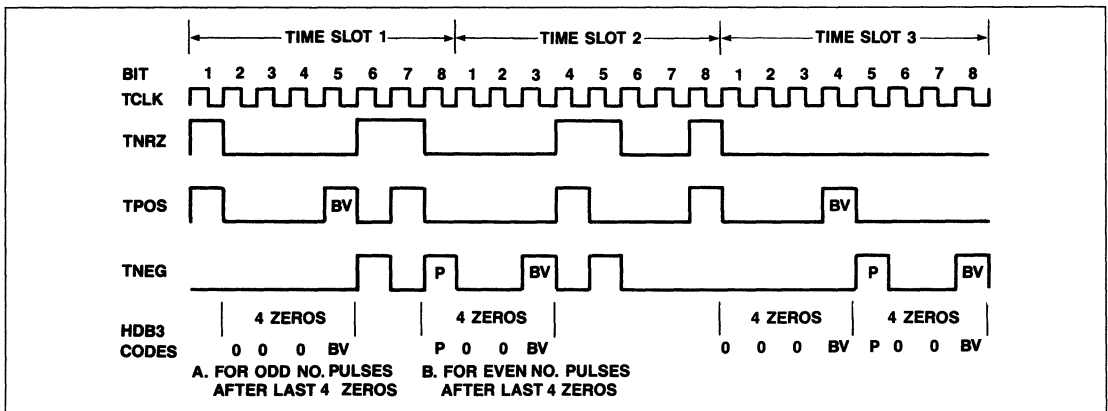 TIME SLOT 1 TIME SLOT 2 TIME SLOT 3
BIT 1 2 3 4 5 6 7 8 1 2 3 4 5 6 7 8 1 2 3 4 5 6 7 8
TCLK
TNRZ
TPOS BV BV
TNEG P BV P BV
4 ZEROS 4 ZEROS 4 ZEROS 4 ZEROS
HDB3
CODES 0 0 0 BV P 0 0 BV 0 0 0 BV P 0 0 BV
A. FOR ODD NO. PULSES B. FOR EVEN NO. PULSES
AFTER LAST 4 ZEROS AFTER LAST 4 ZEROS